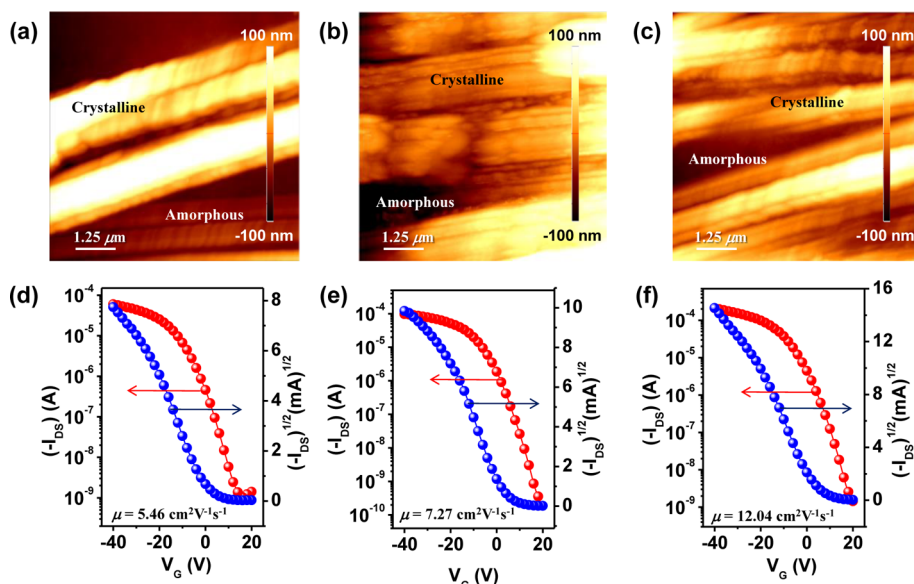 (a)
100 nm
Crystalline
Amorphous
1.25 μm
-100 nm
(b)
100 nm
Crystalline
Amorphous
1.25 μm
-100 nm
(c)
100 nm
Crystalline
Amorphous
1.25 μm
-100 nm
(d)
(-I_DS) (A)
10⁻⁴
10⁻⁵
10⁻⁶
10⁻⁷
10⁻⁸
10⁻⁹
8
6
4
2
0
(-I_DS)^1/2 (mA)^1/2
μ = 5.46 cm²V⁻¹s⁻¹
-40 -20 0 20
V_G (V)
(e)
(-I_DS) (A)
10⁻³
10⁻⁴
10⁻⁵
10⁻⁶
10⁻⁷
10⁻⁸
10⁻⁹
10⁻¹⁰
10
8
6
4
2
0
(-I_DS)^1/2 (mA)^1/2
μ = 7.27 cm²V⁻¹s⁻¹
-40 -20 0 20
V_G (V)
(f)
(-I_DS) (A)
10⁻³
10⁻⁴
10⁻⁵
10⁻⁶
10⁻⁷
10⁻⁸
10⁻⁹
16
12
8
4
0
(-I_DS)^1/2 (mA)^1/2
μ = 12.04 cm²V⁻¹s⁻¹
-40 -20 0 20
V_G (V)